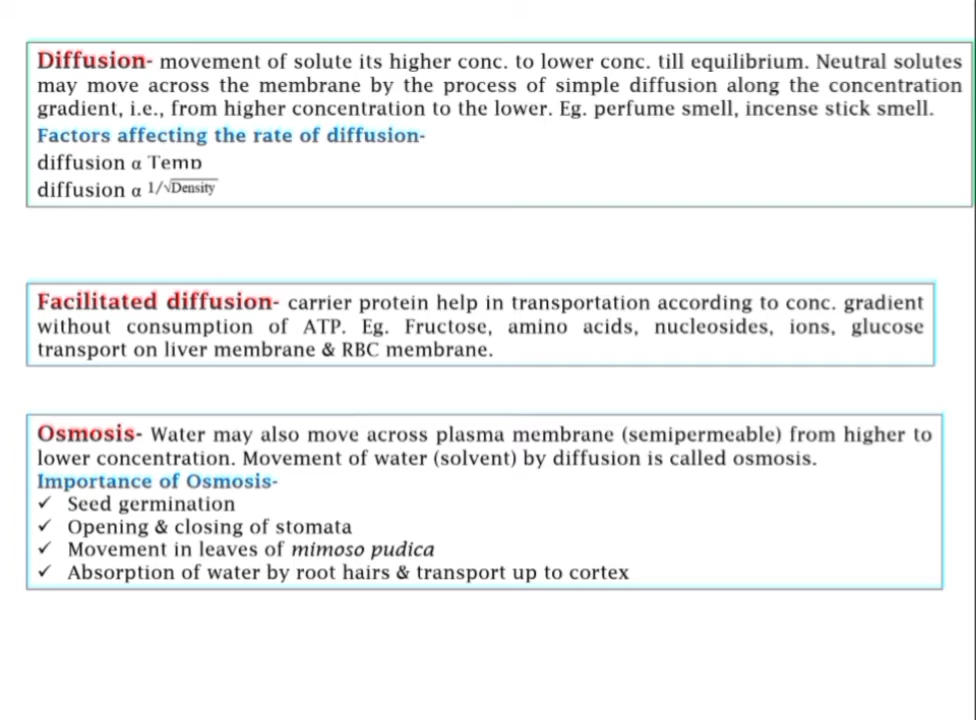 Diffusion- movement of solute its higher conc. to lower conc. till equilibrium. Neutral solutes
may move across the membrane by the process of simple diffusion along the concentration
gradient, i.e., from higher concentration to the lower. Eg. perfume smell, incense stick smell.
Factors affecting the rate of diffusion-
diffusion α Temp
diffusion α 1/√Density
Facilitated diffusion- carrier protein help in transportation according to conc. gradient
without consumption of ATP. Eg. Fructose, amino acids, nucleosides, ions, glucose
transport on liver membrane & RBC membrane.
Osmosis- Water may also move across plasma membrane (semipermeable) from higher to
lower concentration. Movement of water (solvent) by diffusion is called osmosis.
Importance of Osmosis-
✓ Seed germination
✓ Opening & closing of stomata
✓ Movement in leaves of mimoso pudica
✓ Absorption of water by root hairs & transport up to cortex